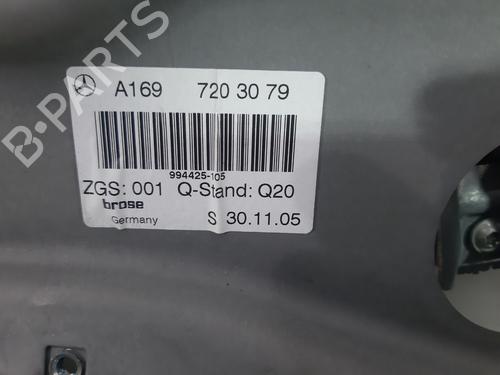 B-PARTS
A169 720 30 79
994425-105
ZGS: 001 Q-Stand: Q20
brose
Germany S 30.11.05